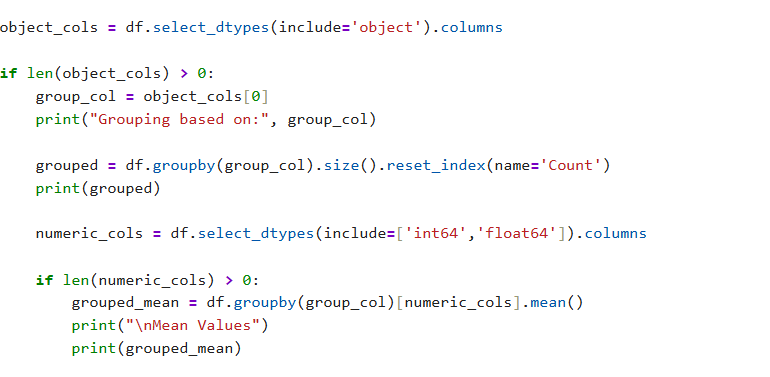 object_cols = df.select_dtypes(include='object').columns
if len(object_cols) > 0:
    group_col = object_cols[0]
    print("Grouping based on:", group_col)
    grouped = df.groupby(group_col).size().reset_index(name='Count')
    print(grouped)
    numeric_cols = df.select_dtypes(include=['int64','float64']).columns
    if len(numeric_cols) > 0:
        grouped_mean = df.groupby(group_col)[numeric_cols].mean()
        print("\nMean Values")
        print(grouped_mean)